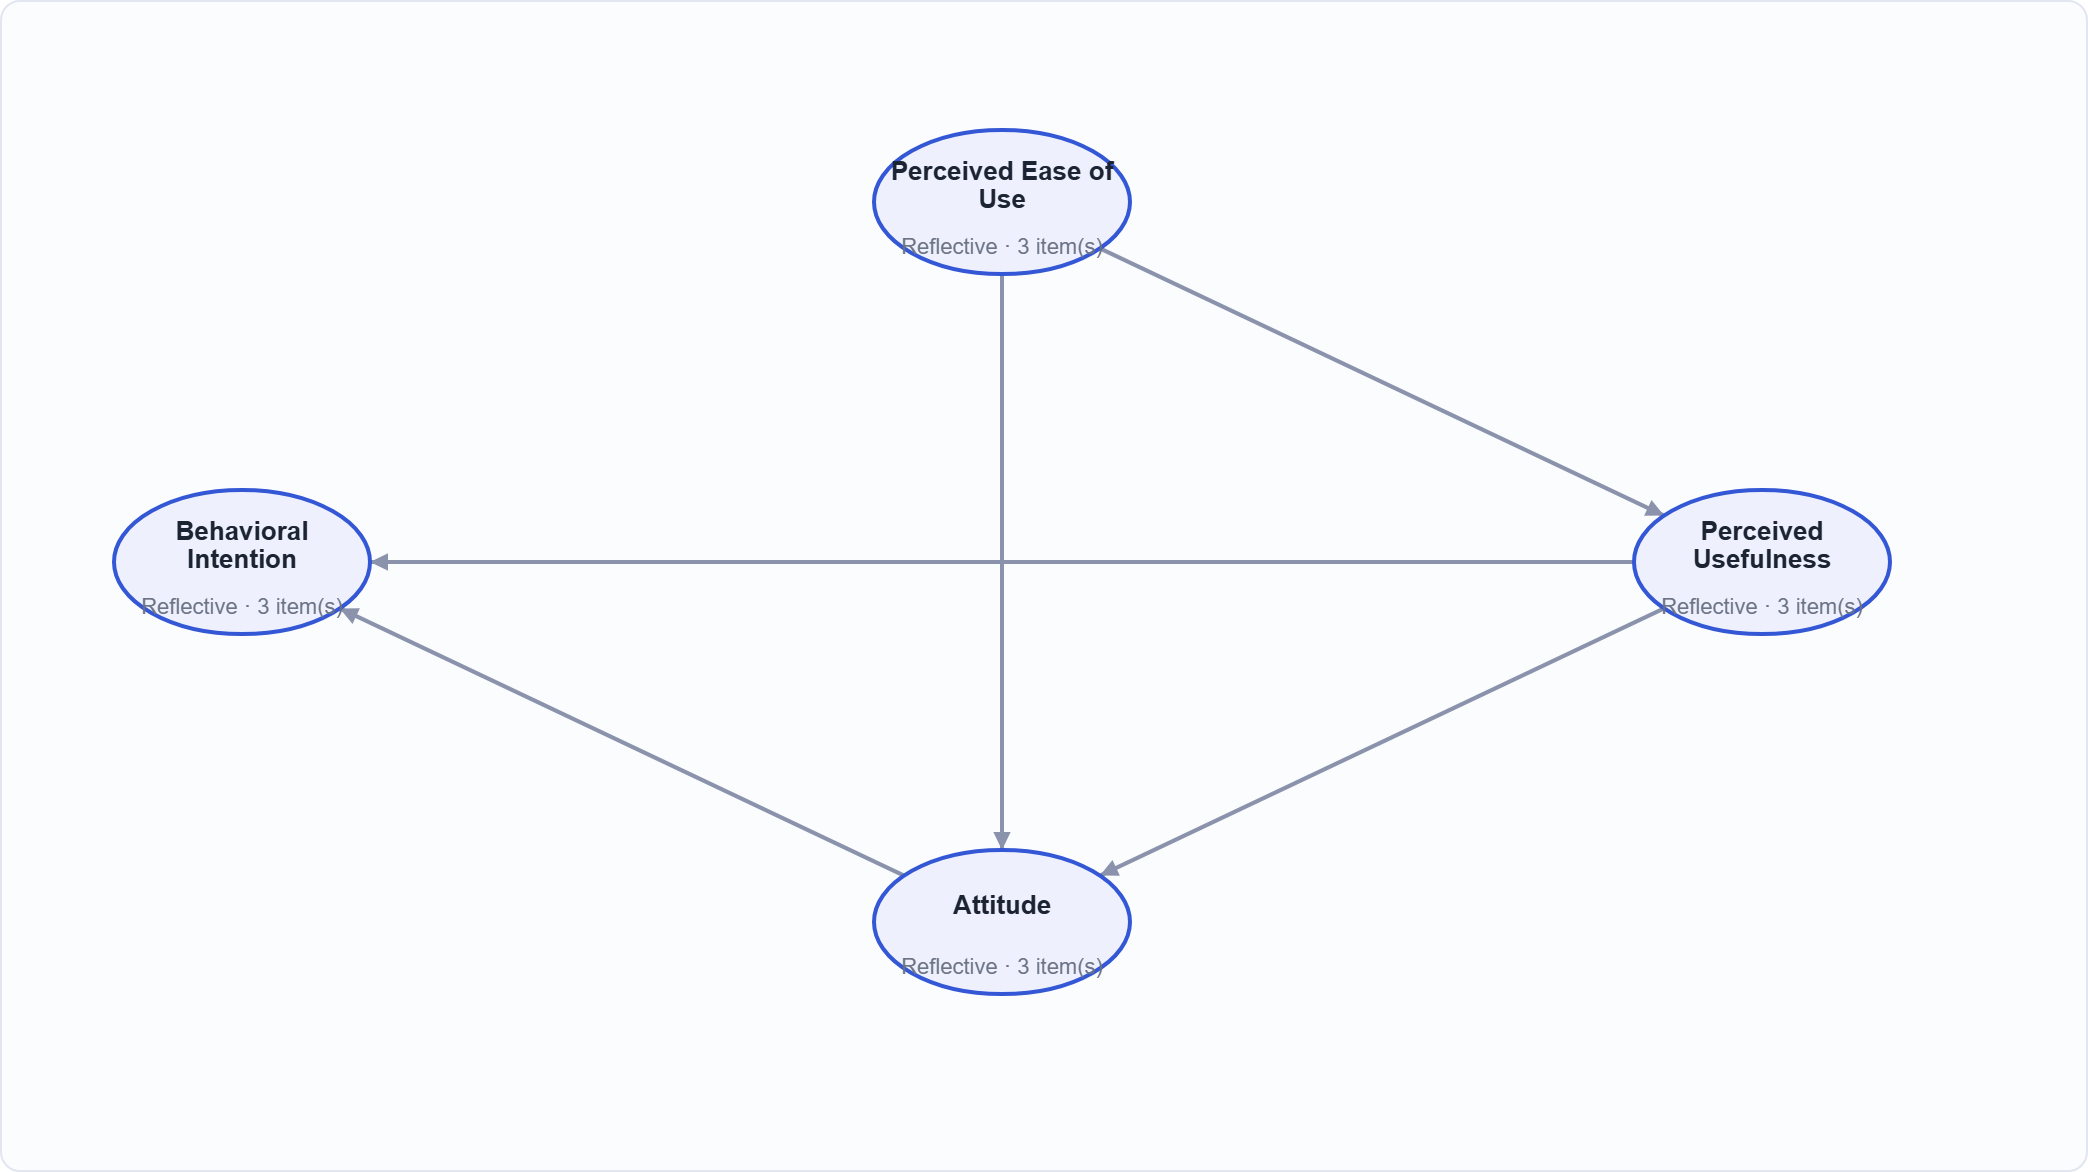 Perceived Ease of
Use
Reflective · 3 item(s)
Behavioral
Intention
Reflective · 3 item(s)
Perceived
Usefulness
Reflective · 3 item(s)
Attitude
Reflective · 3 item(s)